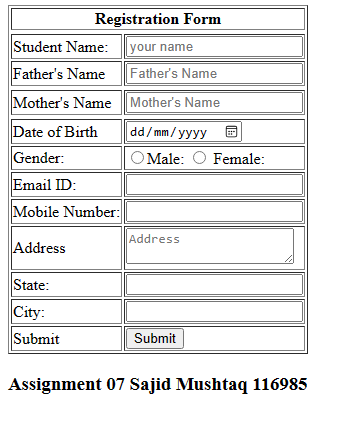 Registration Form
Student Name: your name
Father's Name Father's Name
Mother's Name Mother's Name
Date of Birth dd/mm/yyyy
Gender: Male: Female:
Email ID:
Mobile Number:
Address Address
State:
City:
Submit Submit
Assignment 07 Sajid Mushtaq 116985